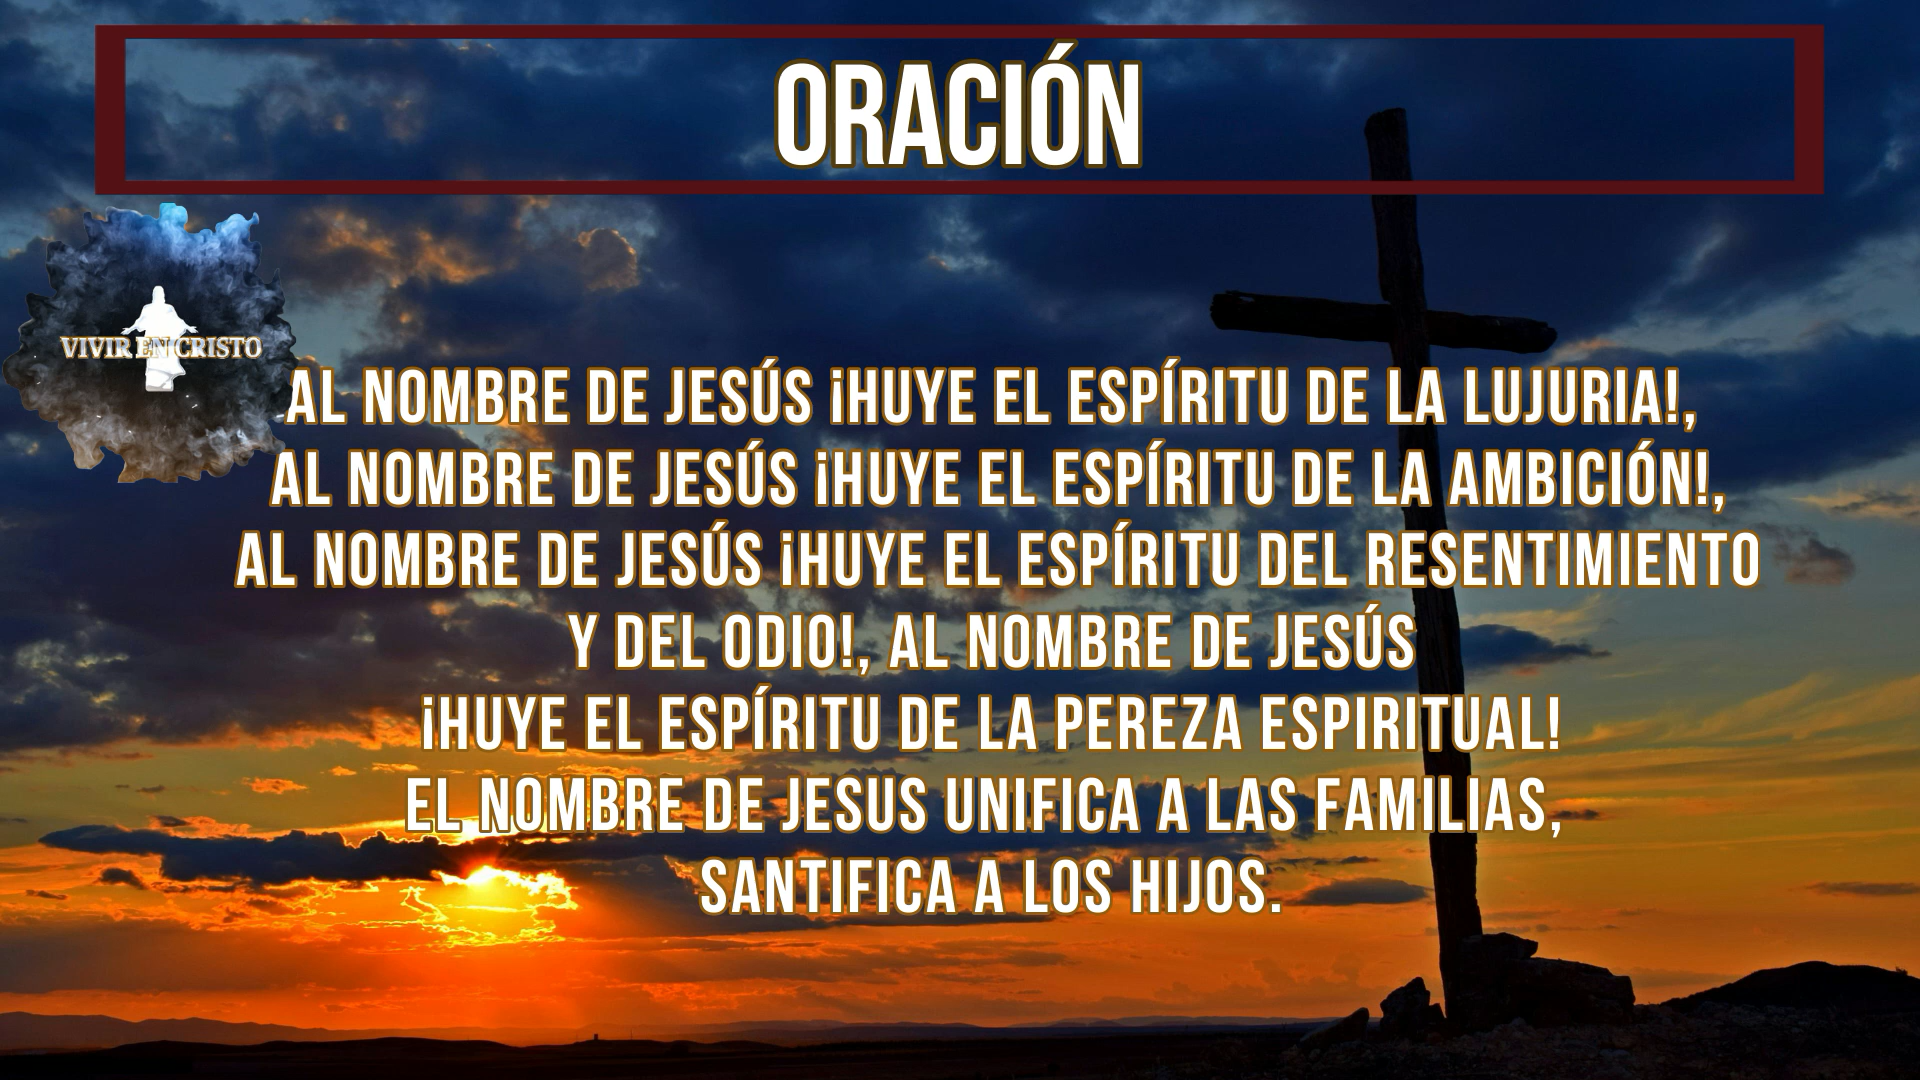 ORACIÓN
VIVIR EN CRISTO
AL NOMBRE DE JESÚS ¡HUYE EL ESPÍRITU DE LA LUJURIA!,
AL NOMBRE DE JESÚS ¡HUYE EL ESPÍRITU DE LA AMBICIÓN!,
AL NOMBRE DE JESÚS ¡HUYE EL ESPÍRITU DEL RESENTIMIENTO
Y DEL ODIO!, AL NOMBRE DE JESÚS
¡HUYE EL ESPÍRITU DE LA PEREZA ESPIRITUAL!
EL NOMBRE DE JESUS UNIFICA A LAS FAMILIAS,
SANTIFICA A LOS HIJOS.